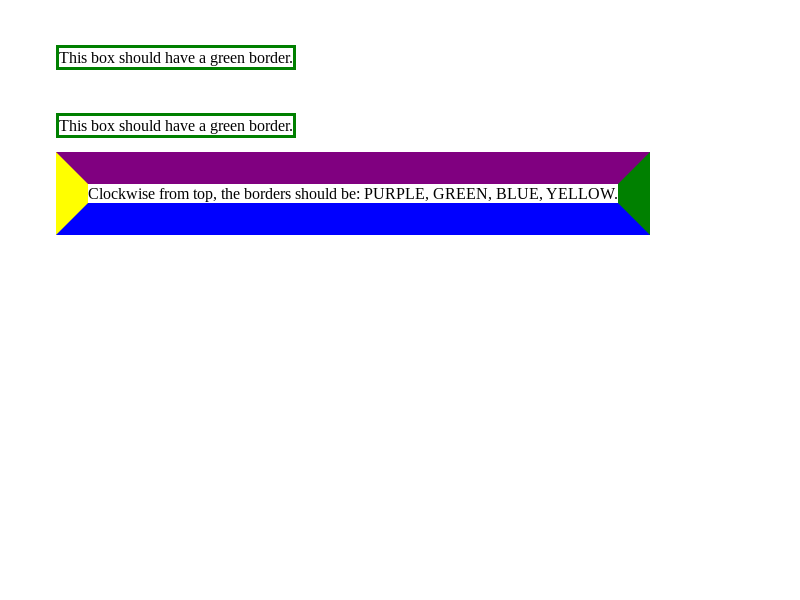 This box should have a green border.
This box should have a green border.
Clockwise from top, the borders should be: PURPLE, GREEN, BLUE, YELLOW.